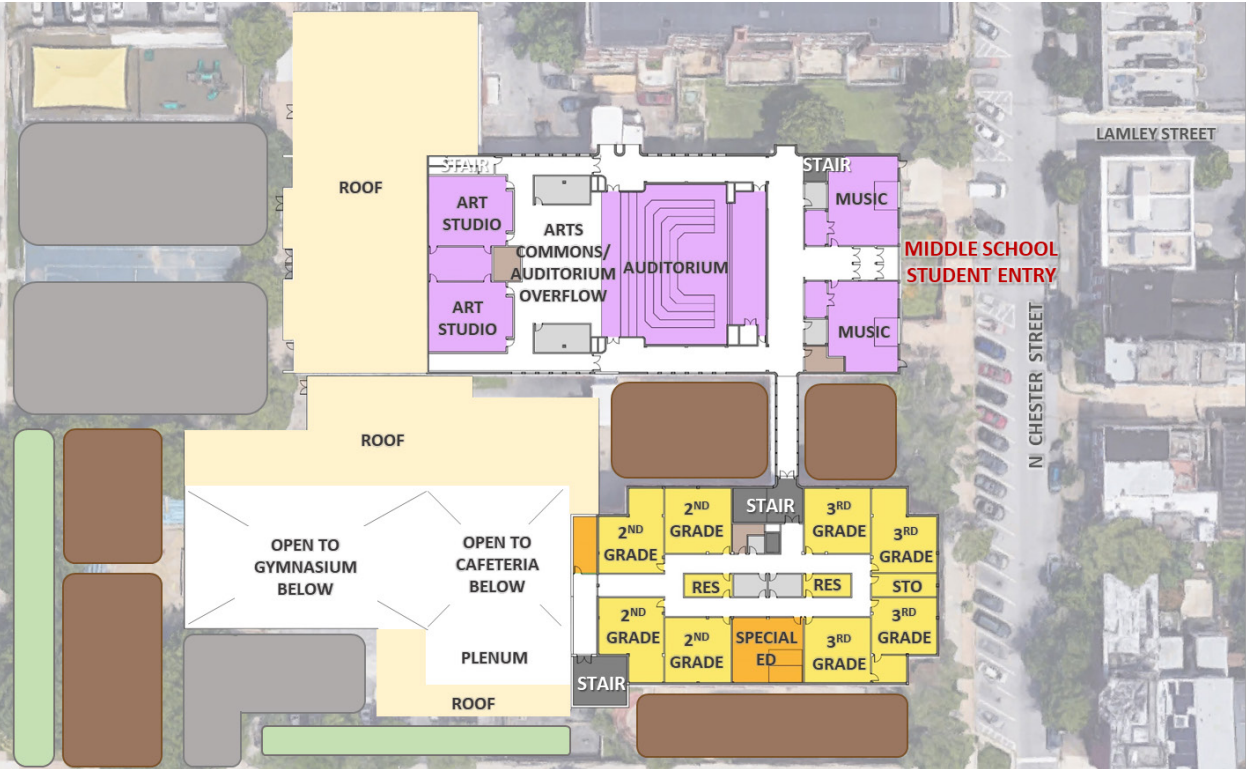 LAMLEY STREET
STAIR
STAIR
ROOF
ART
STUDIO
MUSIC
ARTS
COMMONS/
AUDITORIUM
OVERFLOW
AUDITORIUM
MIDDLE SCHOOL
STUDENT ENTRY
ART
STUDIO
MUSIC
N CHESTER STREET
ROOF
2ND
GRADE
STAIR
3RD
GRADE
2ND
GRADE
3RD
GRADE
OPEN TO
GYMNASIUM
BELOW
OPEN TO
CAFETERIA
BELOW
RES
RES
STO
2ND
GRADE
2ND
GRADE
SPECIAL
ED
3RD
GRADE
3RD
GRADE
PLENUM
STAIR
ROOF